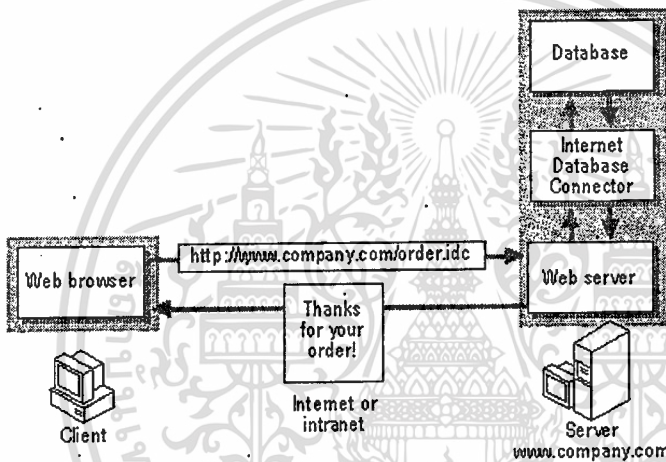 Database
Internet
Database
Connector
http://www.company.com/order.idc
Web browser
Web server
Thanks
for your
order!
Internet or
intranet
Client
Server
www.company.com